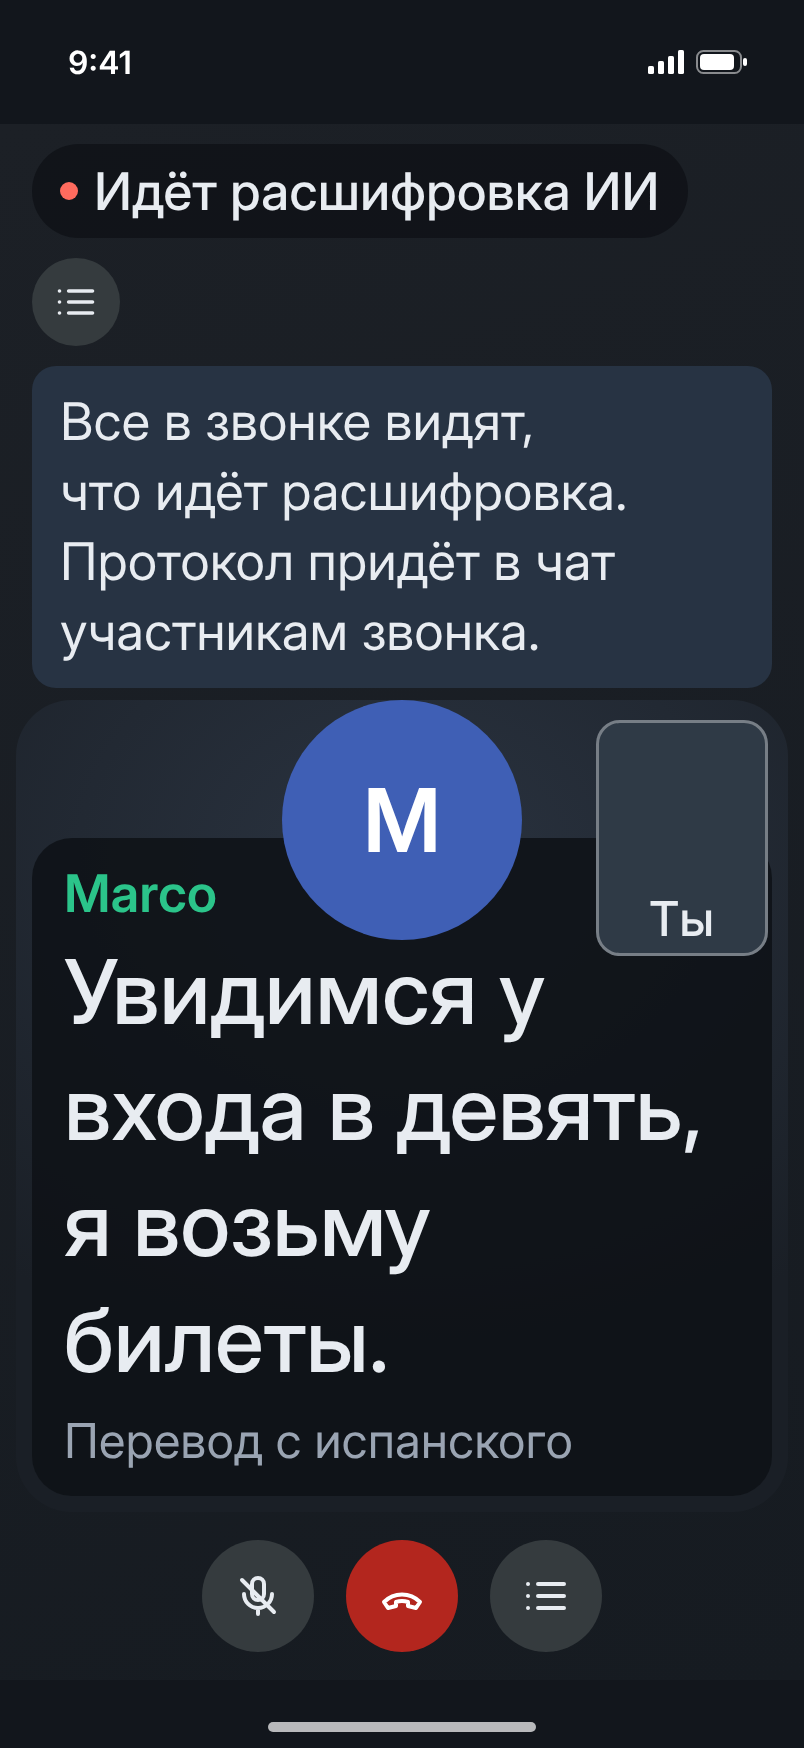 9:41
Идёт расшифровка ИИ
Все в звонке видят,
что идёт расшифровка.
Протокол придёт в чат
участникам звонка.
M
Ты
Marco
Увидимся у
входа в девять,
я возьму
билеты.
Перевод с испанского